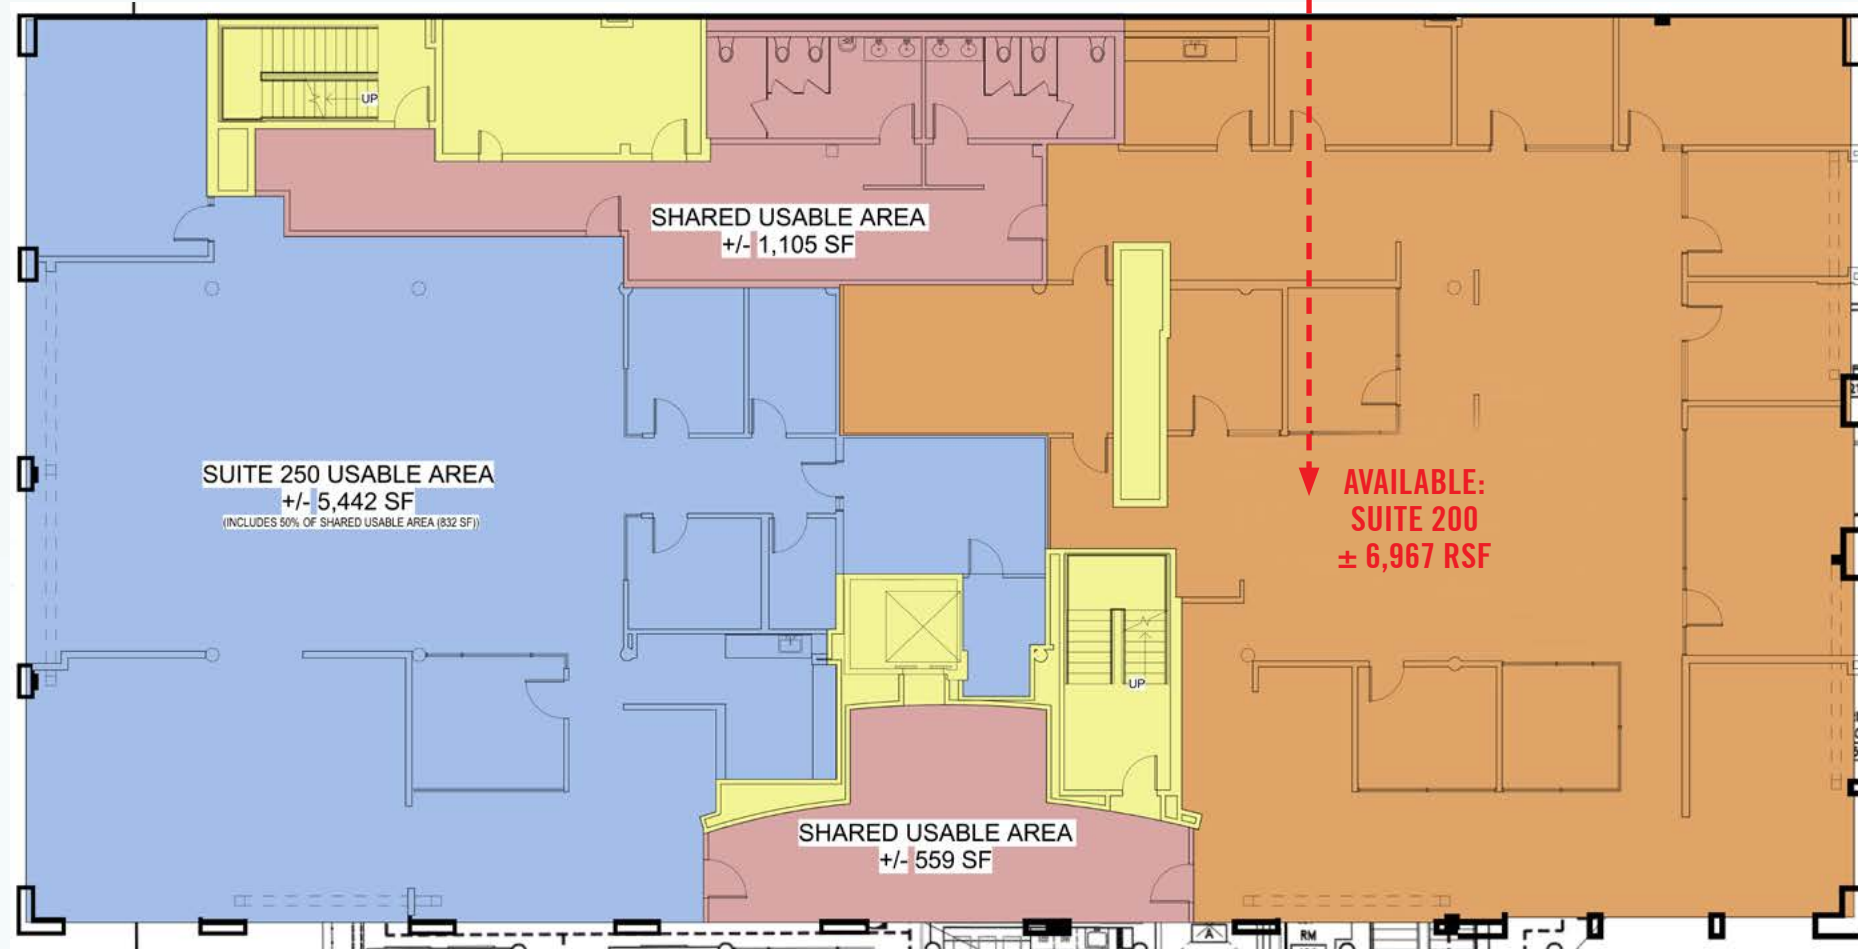 UP
SHARED USABLE AREA
+/- 1,105 SF
SUITE 250 USABLE AREA
+/- 5,442 SF
(INCLUDES 50% OF SHARED USABLE AREA (832 SF))
AVAILABLE:
SUITE 200
± 6,967 RSF
UP
SHARED USABLE AREA
+/- 559 SF
A
RM